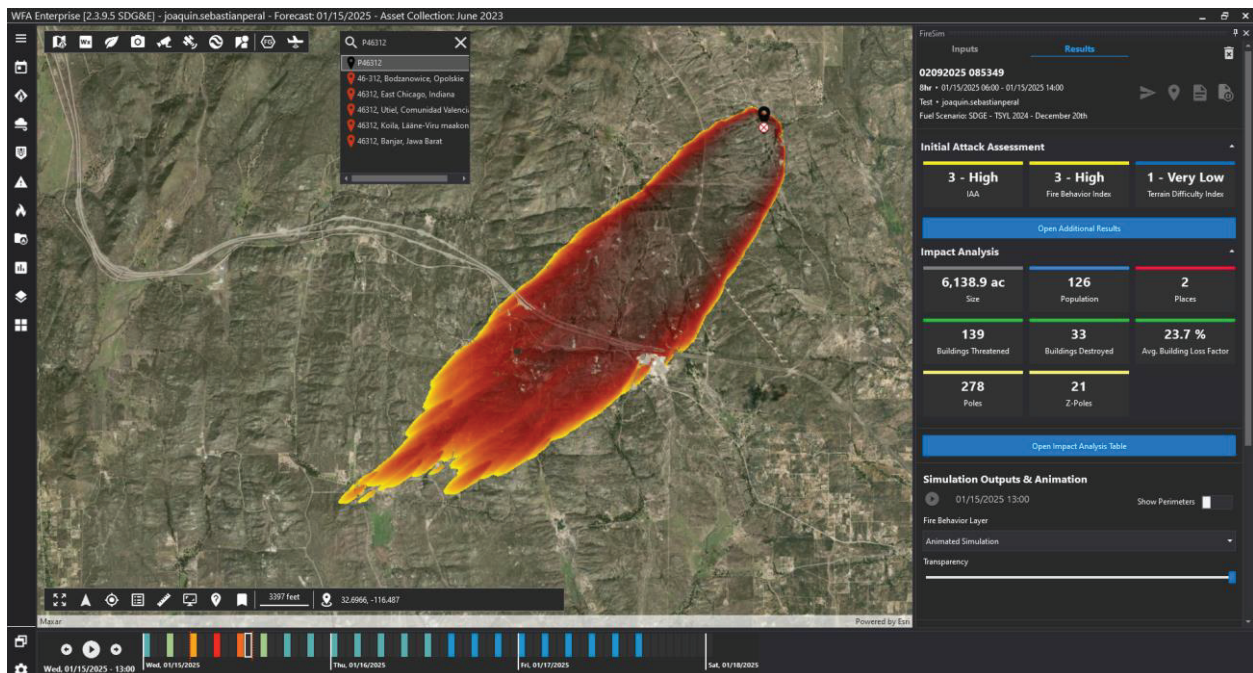 WFA Enterprise [2.3.9.5 SDG&E] - joaquin.sebastianperal - Forecast: 01/15/2025 - Asset Collection: June 2023
Wx
P46312
P46312
46-312, Bodzanowice, Opolskie
46312, East Chicago, Indiana
46312, Utiel, Comunidad Valenci
46312, Koila, Lääne-Viru maakon
46312, Banjar, Jawa Barat
3397 feet
32.6966, -116.487
Maxar
Powered by Esri
FireSim
Inputs
Results
02092025 085349
8hr • 01/15/2025 06:00 - 01/15/2025 14:00
Test • joaquin.sebastianperal
Fuel Scenario: SDGE - TSYL 2024 - December 20th
Initial Attack Assessment
3 - High
IAA
3 - High
Fire Behavior Index
1 - Very Low
Terrain Difficulty Index
Open Additional Results
Impact Analysis
6,138.9 ac
Size
126
Population
2
Places
139
Buildings Threatened
33
Buildings Destroyed
23.7 %
Avg. Building Loss Factor
278
Poles
21
Z-Poles
Open Impact Analysis Table
Simulation Outputs & Animation
01/15/2025 13:00
Show Perimeters
Fire Behavior Layer
Animated Simulation
Transparency
Wed, 01/15/2025 - 13:00
Wed, 01/15/2025
Thu, 01/16/2025
Fri, 01/17/2025
Sat, 01/18/2025